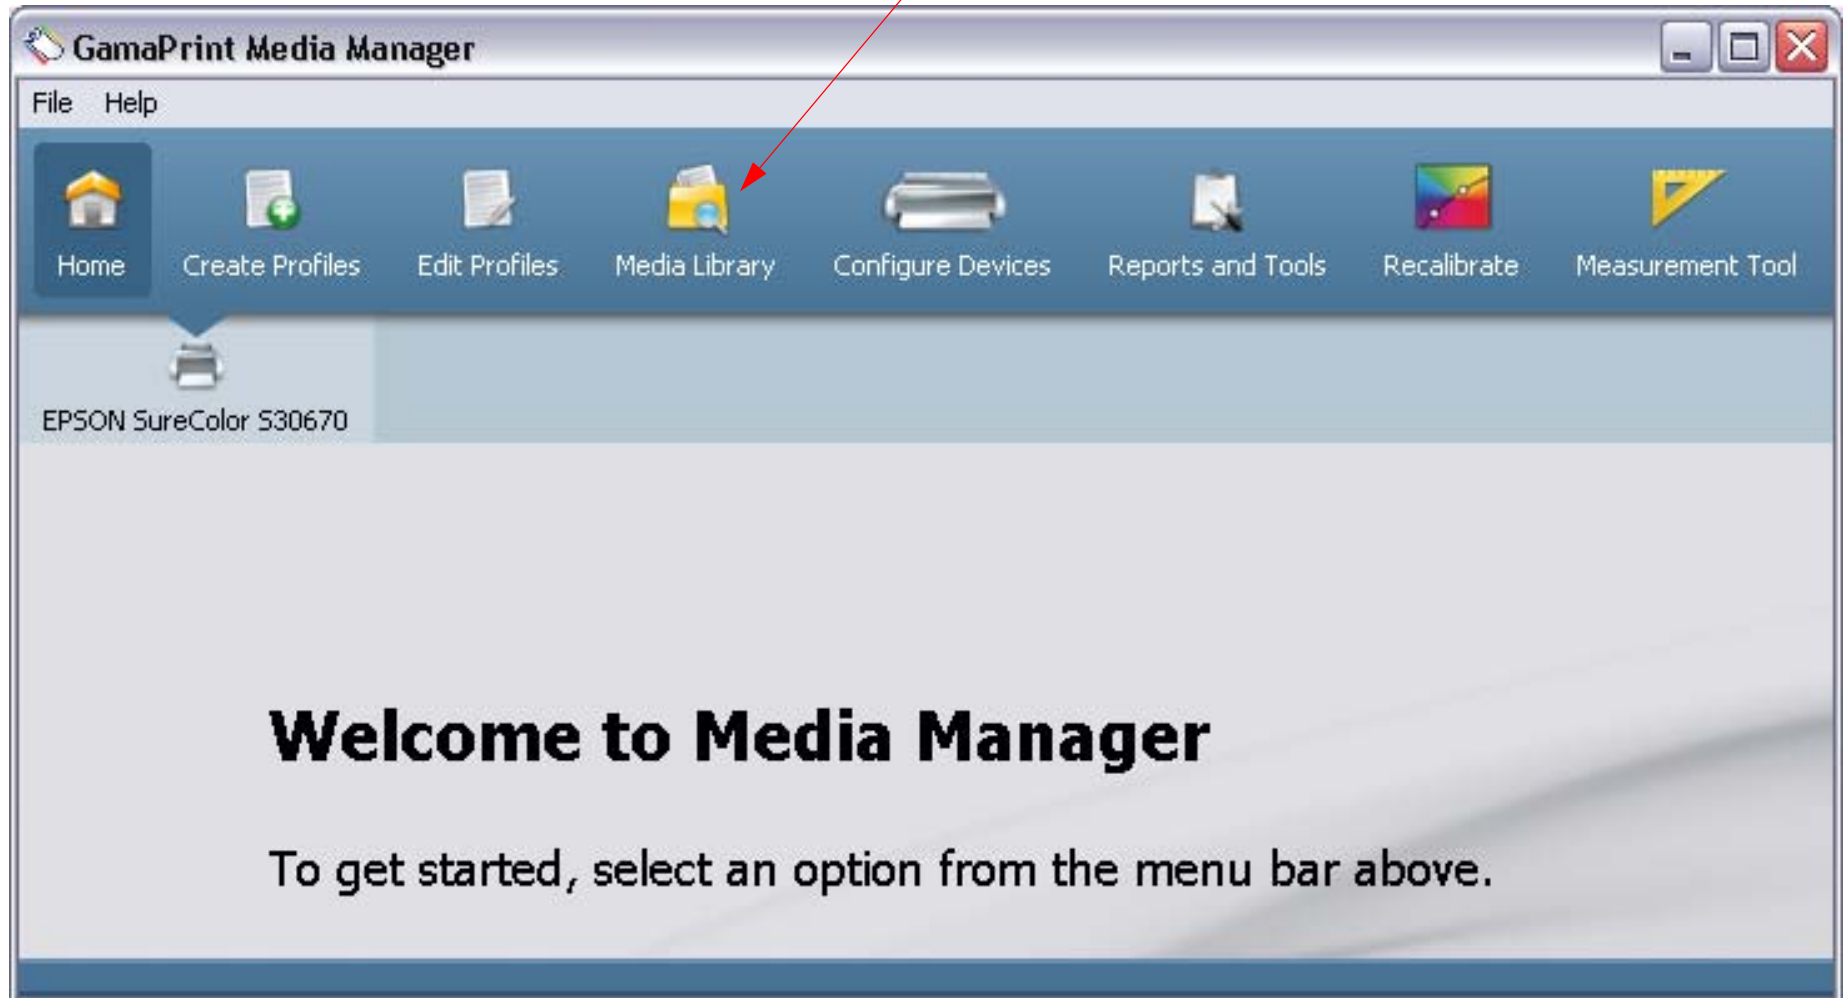 GamaPrint Media Manager
File Help
Home Create Profiles Edit Profiles Media Library Configure Devices Reports and Tools Recalibrate Measurement Tool
EPSON SureColor S30670
Welcome to Media Manager
To get started, select an option from the menu bar above.